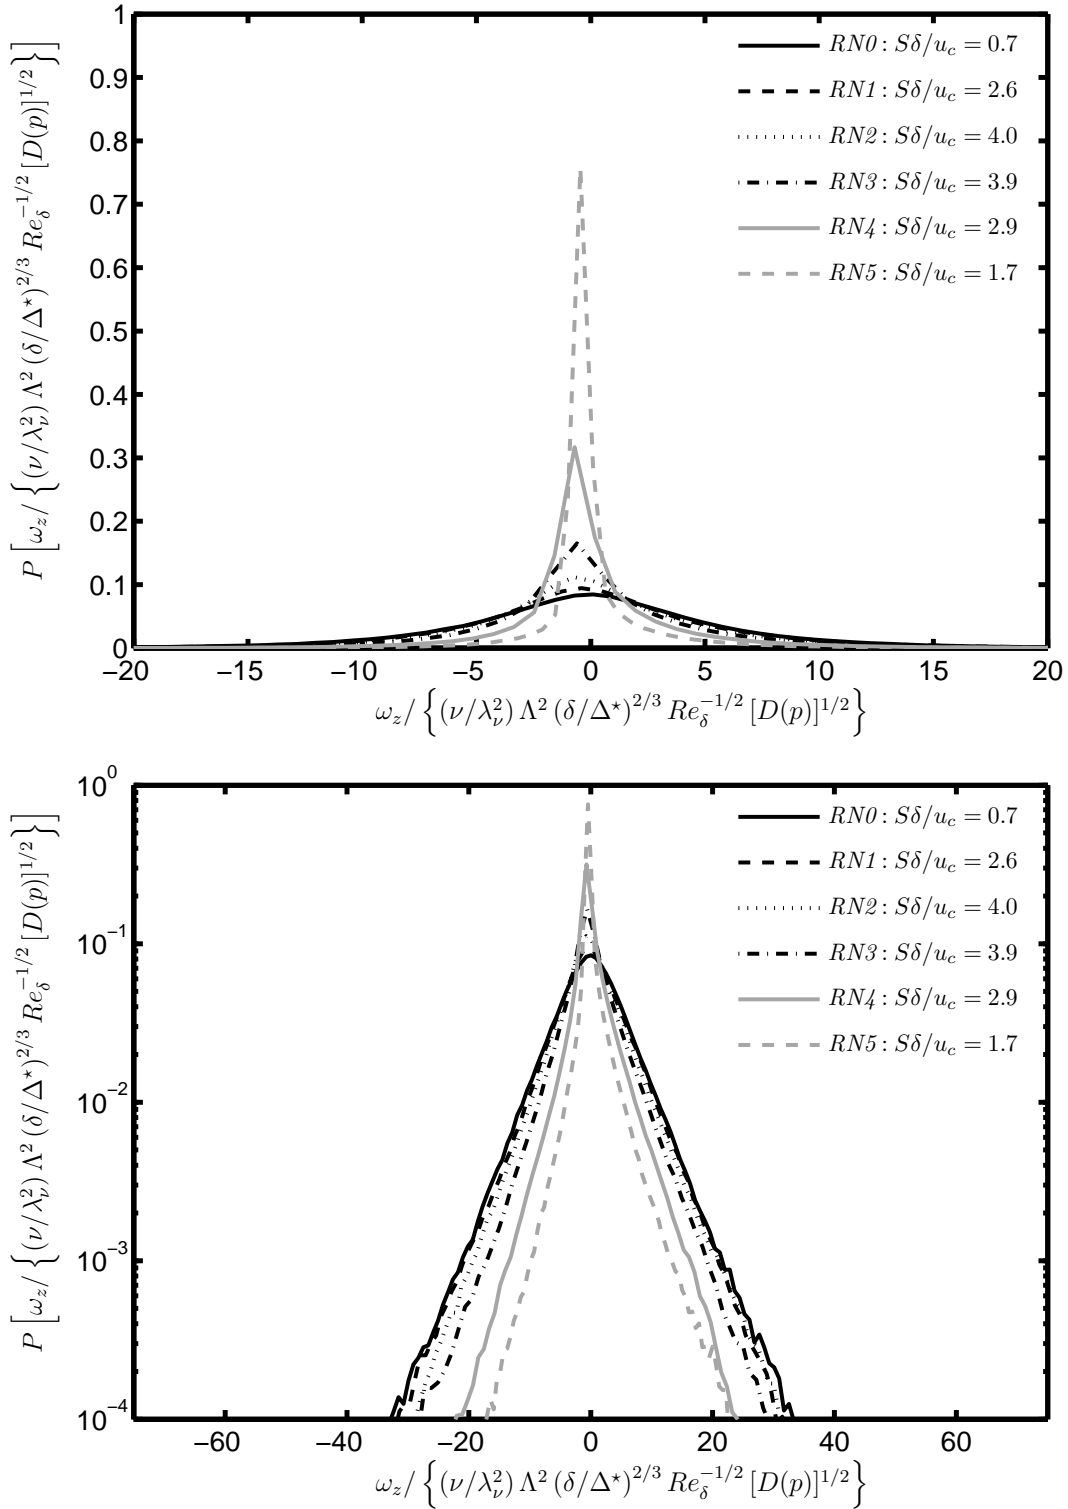 P [ω_z/ {(ν/λ_ν^2) Λ^2 (δ/Δ^⋆)^{2/3} Re_δ^{-1/2} [D(p)]^{1/2}}]
1
0.9
0.8
0.7
0.6
0.5
0.4
0.3
0.2
0.1
0
RN0 : Sδ/u_c = 0.7
RN1 : Sδ/u_c = 2.6
RN2 : Sδ/u_c = 4.0
RN3 : Sδ/u_c = 3.9
RN4 : Sδ/u_c = 2.9
RN5 : Sδ/u_c = 1.7
−20 −15 −10 −5 0 5 10 15 20
ω_z/ {(ν/λ_ν^2) Λ^2 (δ/Δ^⋆)^{2/3} Re_δ^{-1/2} [D(p)]^{1/2}}
P [ω_z/ {(ν/λ_ν^2) Λ^2 (δ/Δ^⋆)^{2/3} Re_δ^{-1/2} [D(p)]^{1/2}}]
10^0
10^{−1}
10^{−2}
10^{−3}
10^{−4}
RN0 : Sδ/u_c = 0.7
RN1 : Sδ/u_c = 2.6
RN2 : Sδ/u_c = 4.0
RN3 : Sδ/u_c = 3.9
RN4 : Sδ/u_c = 2.9
RN5 : Sδ/u_c = 1.7
−60 −40 −20 0 20 40 60
ω_z/ {(ν/λ_ν^2) Λ^2 (δ/Δ^⋆)^{2/3} Re_δ^{-1/2} [D(p)]^{1/2}}